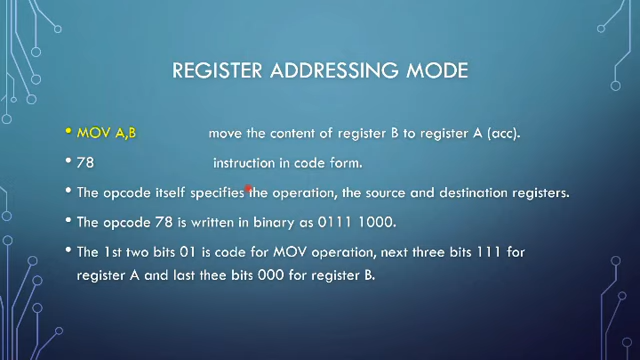 REGISTER ADDRESSING MODE
• MOV A,B move the content of register B to register A (acc).
• 78 instruction in code form.
• The opcode itself specifies the operation, the source and destination registers.
• The opcode 78 is written in binary as 0111 1000.
• The 1st two bits 01 is code for MOV operation, next three bits 111 for
register A and last thee bits 000 for register B.